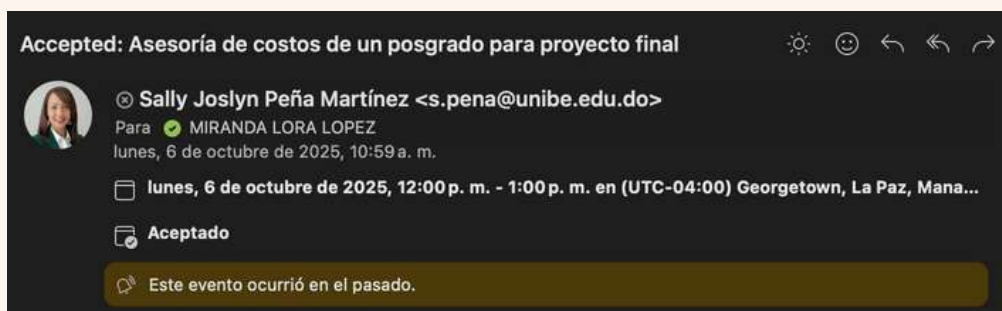 Accepted: Asesoría de costos de un posgrado para proyecto final
Sally Joslyn Peña Martínez <s.pena@unibe.edu.do>
Para MIRANDA LORA LOPEZ
lunes, 6 de octubre de 2025, 10:59 a. m.
lunes, 6 de octubre de 2025, 12:00 p. m. - 1:00 p. m. en (UTC-04:00) Georgetown, La Paz, Mana...
Aceptado
Este evento ocurrió en el pasado.